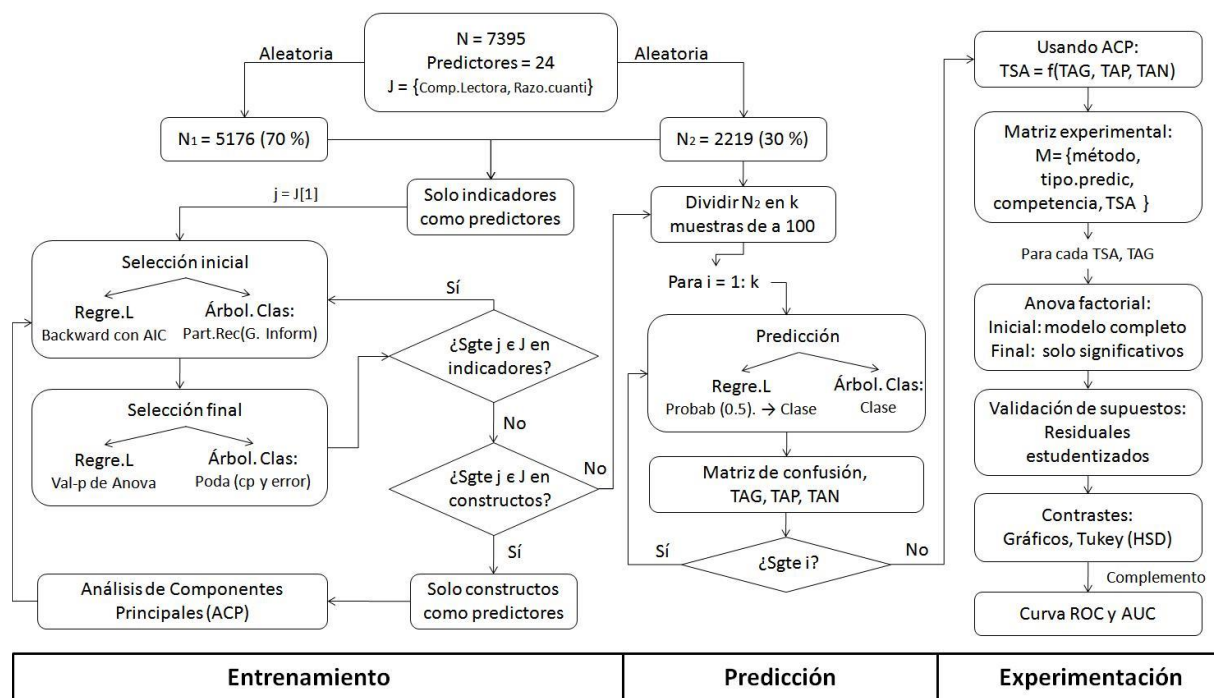 N = 7395
Predictores = 24
J = {Comp.Lectora, Razo.cuanti}
Aleatoria
Aleatoria
N1 = 5176 (70 %)
N2 = 2219 (30 %)
j = J[1]
Solo indicadores
como predictores
Selección inicial
Regre.L
Backward con AIC
Árbol. Clas:
Part.Rec(G. Inform)
Selección final
Regre.L
Val-p de Anova
Árbol. Clas:
Poda (cp y error)
Sí
¿Sgte j є J en
indicadores?
No
¿Sgte j є J en
constructos?
No
Sí
Solo constructos
como predictores
Análisis de Componentes
Principales (ACP)
Dividir N2 en k
muestras de a 100
Para i = 1: k
Predicción
Regre.L
Probab (0.5). → Clase
Árbol. Clas:
Clase
Matriz de confusión,
TAG, TAP, TAN
Sí
¿Sgte i?
No
Usando ACP:
TSA = f(TAG, TAP, TAN)
Matriz experimental:
M= {método,
tipo.predic,
competencia, TSA }
Para cada TSA, TAG
Anova factorial:
Inicial: modelo completo
Final: solo significativos
Validación de supuestos:
Residuales
estudentizados
Contrastes:
Gráficos, Tukey (HSD)
Complemento
Curva ROC y AUC
Entrenamiento
Predicción
Experimentación